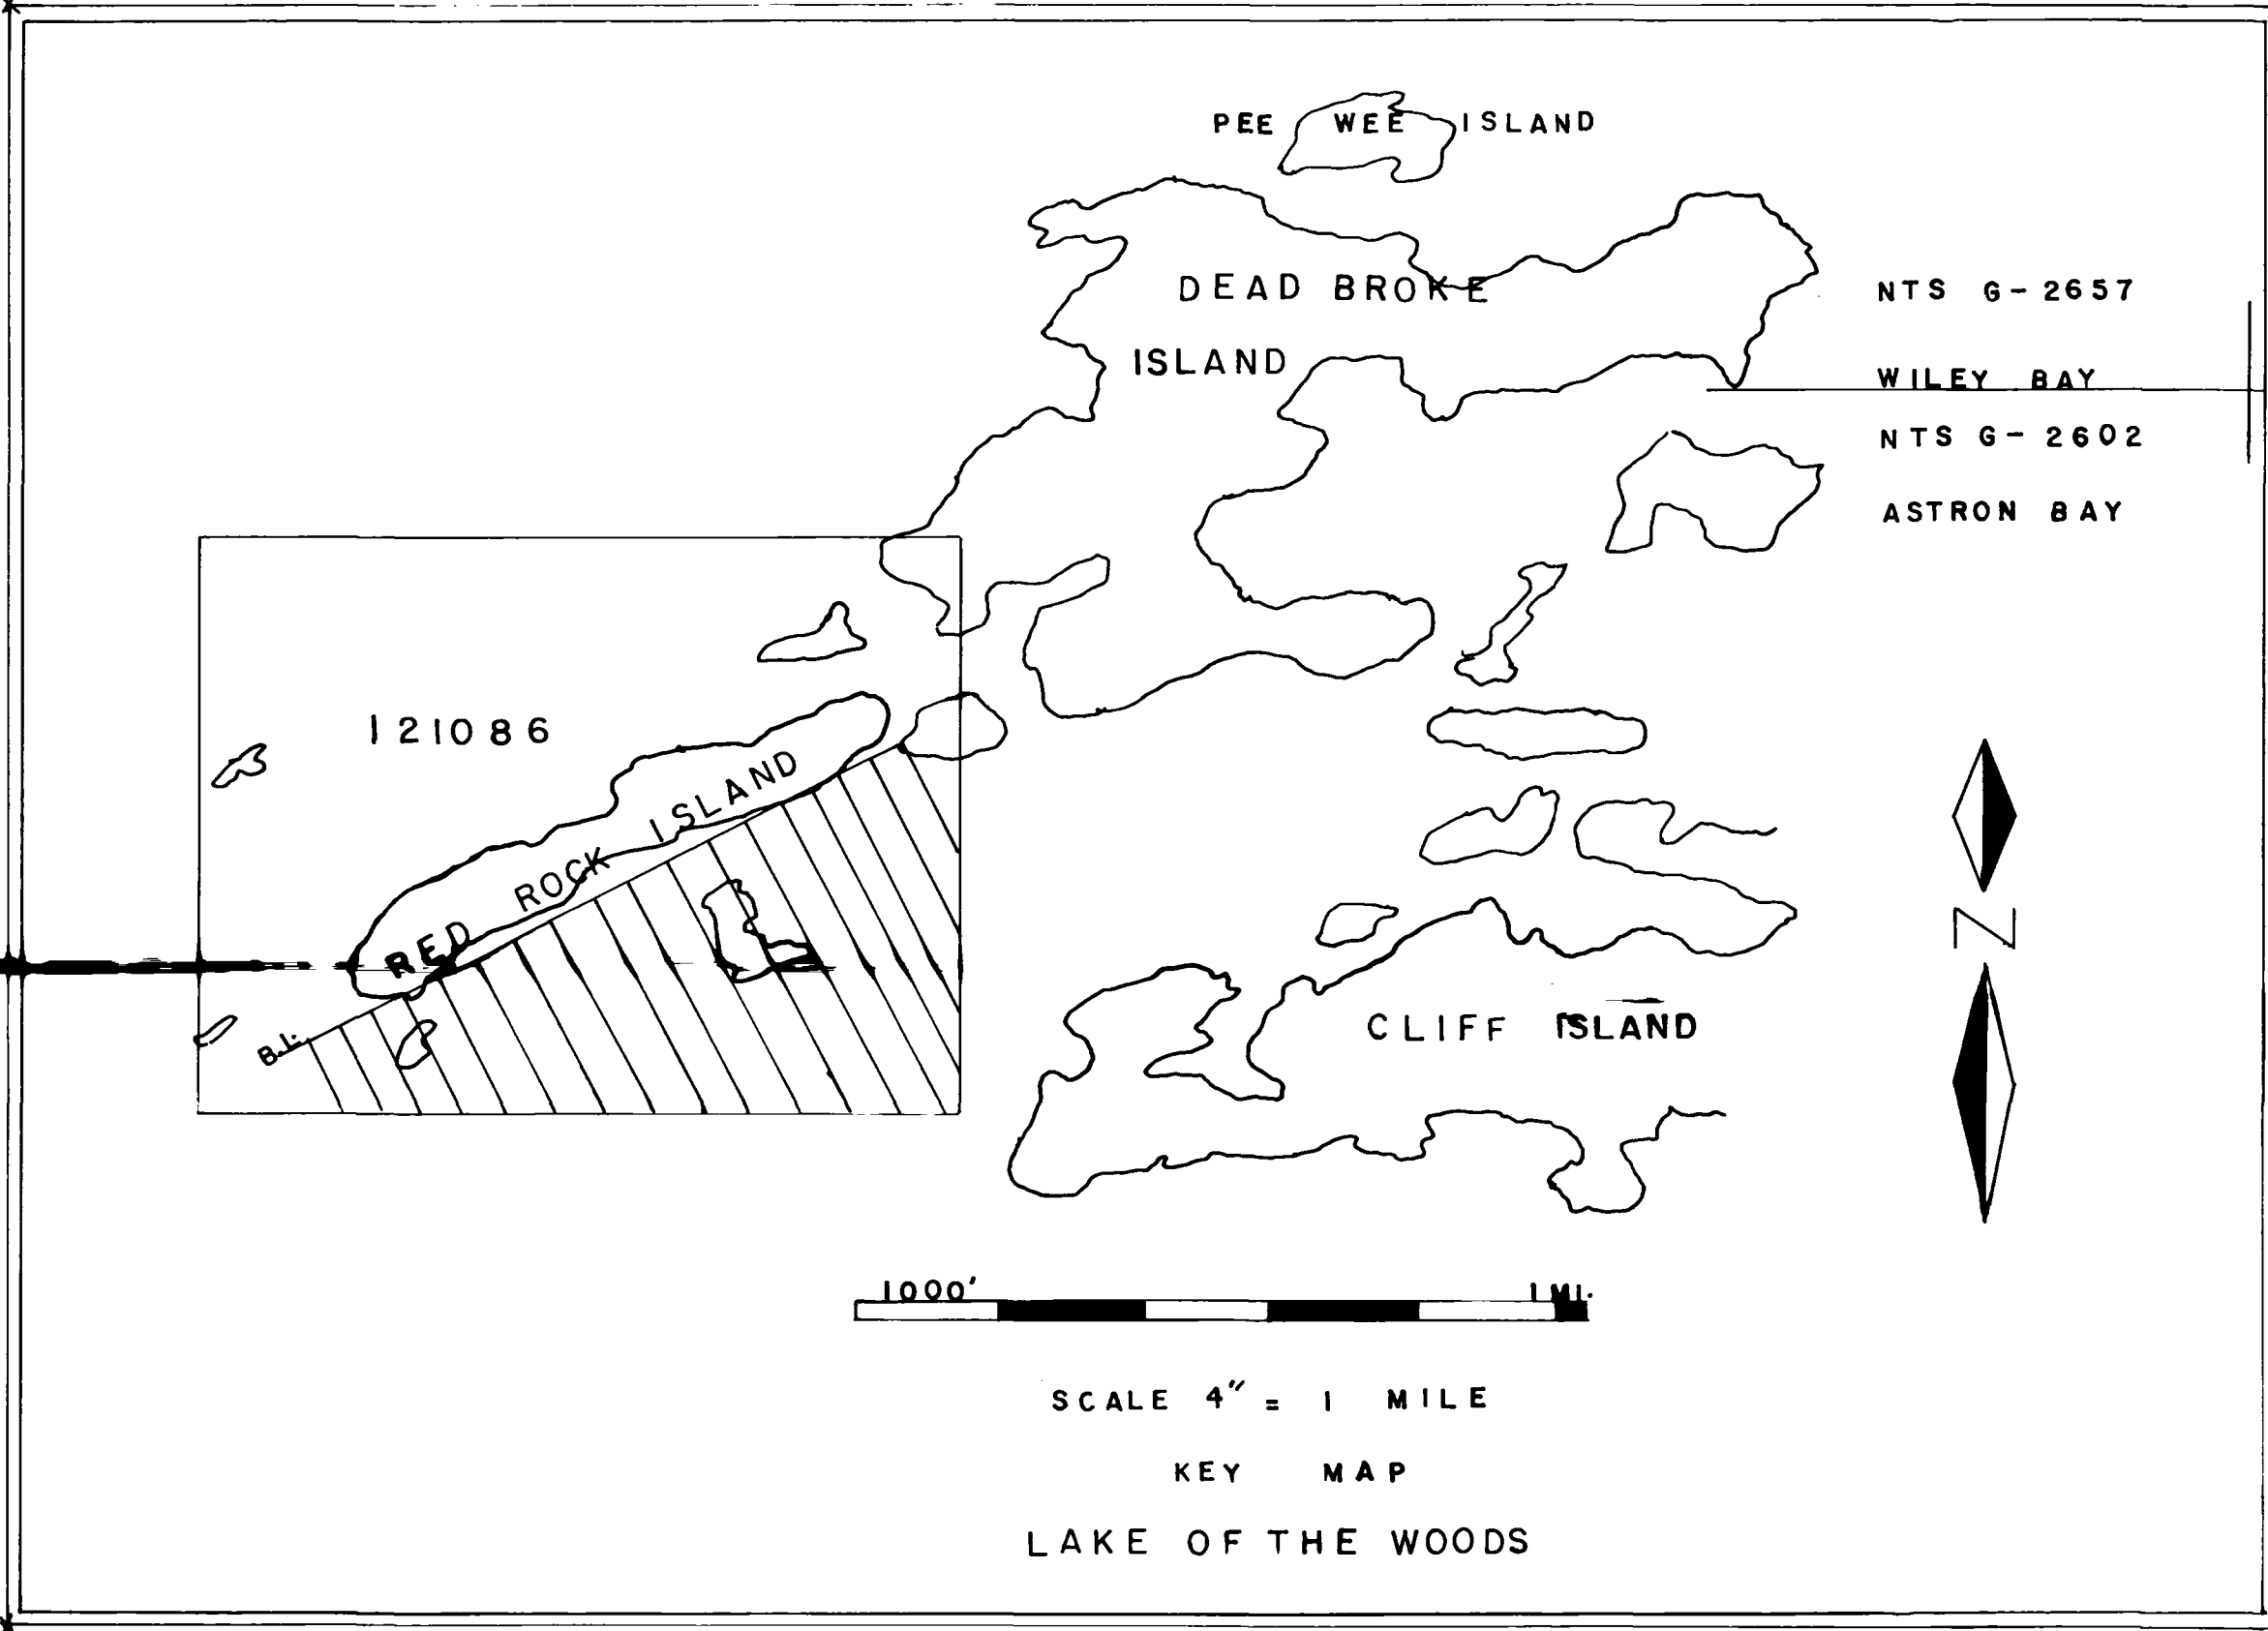 PEE WEE ISLAND
DEAD BROKE
ISLAND
NTS G-2657
WILEY BAY
NTS G-2602
ASTRON BAY
121086
RED ROCK ISLAND
B.L.
N
CLIFF ISLAND
1000' 1 MI.
SCALE 4" = 1 MILE
KEY MAP
LAKE OF THE WOODS